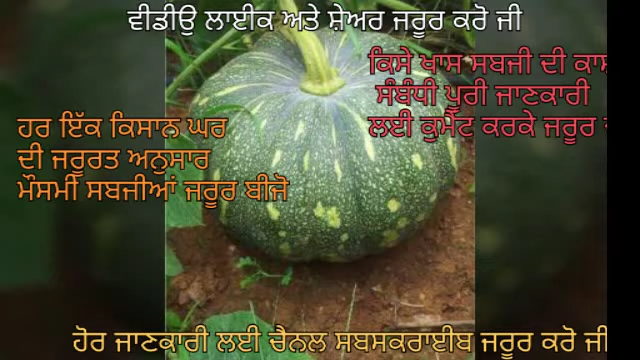 ਵੀਡੀਉ ਲਾਈਕ ਅਤੇ ਸ਼ੇਅਰ ਜਰੂਰ ਕਰੋ ਜੀ
ਕਿਸੇ ਖਾਸ ਸਬਜੀ ਦੀ
ਸੰਬੰਧੀ ਪੂਰੀ ਜਾਣਕਾਰੀ
ਲਈ ਕੁਮੈਂਟ ਕਰਕੇ ਜਰੂਰ
ਹਰ ਇੱਕ ਕਿਸਾਨ ਘਰ
ਦੀ ਜਰੂਰਤ ਅਨੁਸਾਰ
ਮੌਸਮੀ ਸਬਜੀਆਂ ਜਰੂਰ ਬੀਜੋ
ਹੋਰ ਜਾਣਕਾਰੀ ਲਈ ਚੈਨਲ ਸਬਸਕਰਾਈਬ ਜਰੂਰ ਕਰੋ ਜੀ